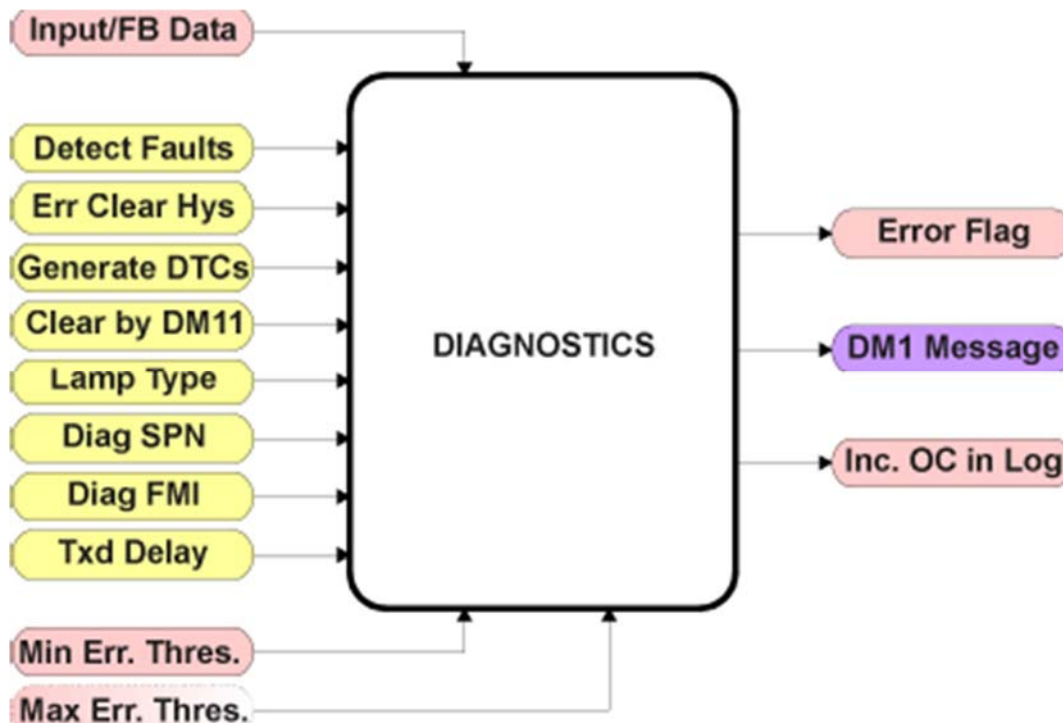 Input/FB Data
Detect Faults
Err Clear Hys
Generate DTCs
Clear by DM11
Lamp Type
Diag SPN
Diag FMI
Txd Delay
Min Err. Thres.
Max Err. Thres.
DIAGNOSTICS
Error Flag
DM1 Message
Inc. OC in Log